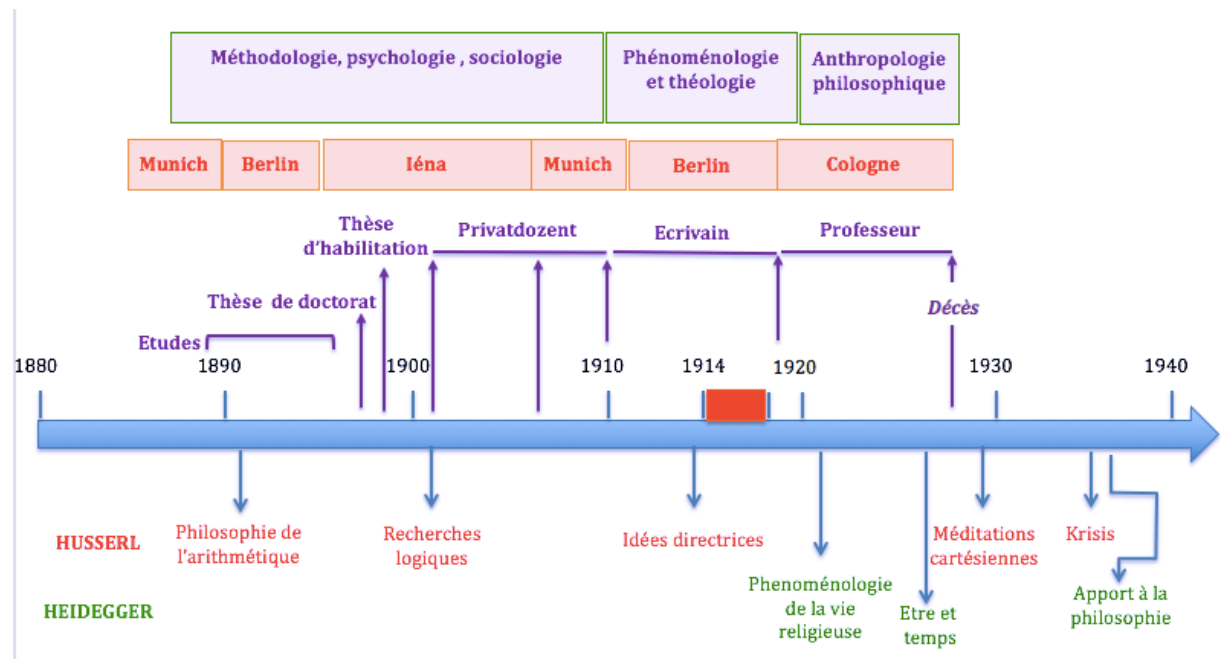 Méthodologie, psychologie , sociologie
Phénoménologie
et théologie
Anthropologie
philosophique
Munich
Berlin
Iéna
Munich
Berlin
Cologne
Thèse
d'habilitation
Privatdozent
Ecrivain
Professeur
Thèse de doctorat
Décès
Etudes
1880
1890
1900
1910
1914
1920
1930
1940
HUSSERL
Philosophie de
l'arithmétique
Recherches
logiques
Idées directrices
Méditations
cartésiennes
Krisis
HEIDEGGER
Phenoménologie
de la vie
religieuse
Etre et
temps
Apport à la
philosophie